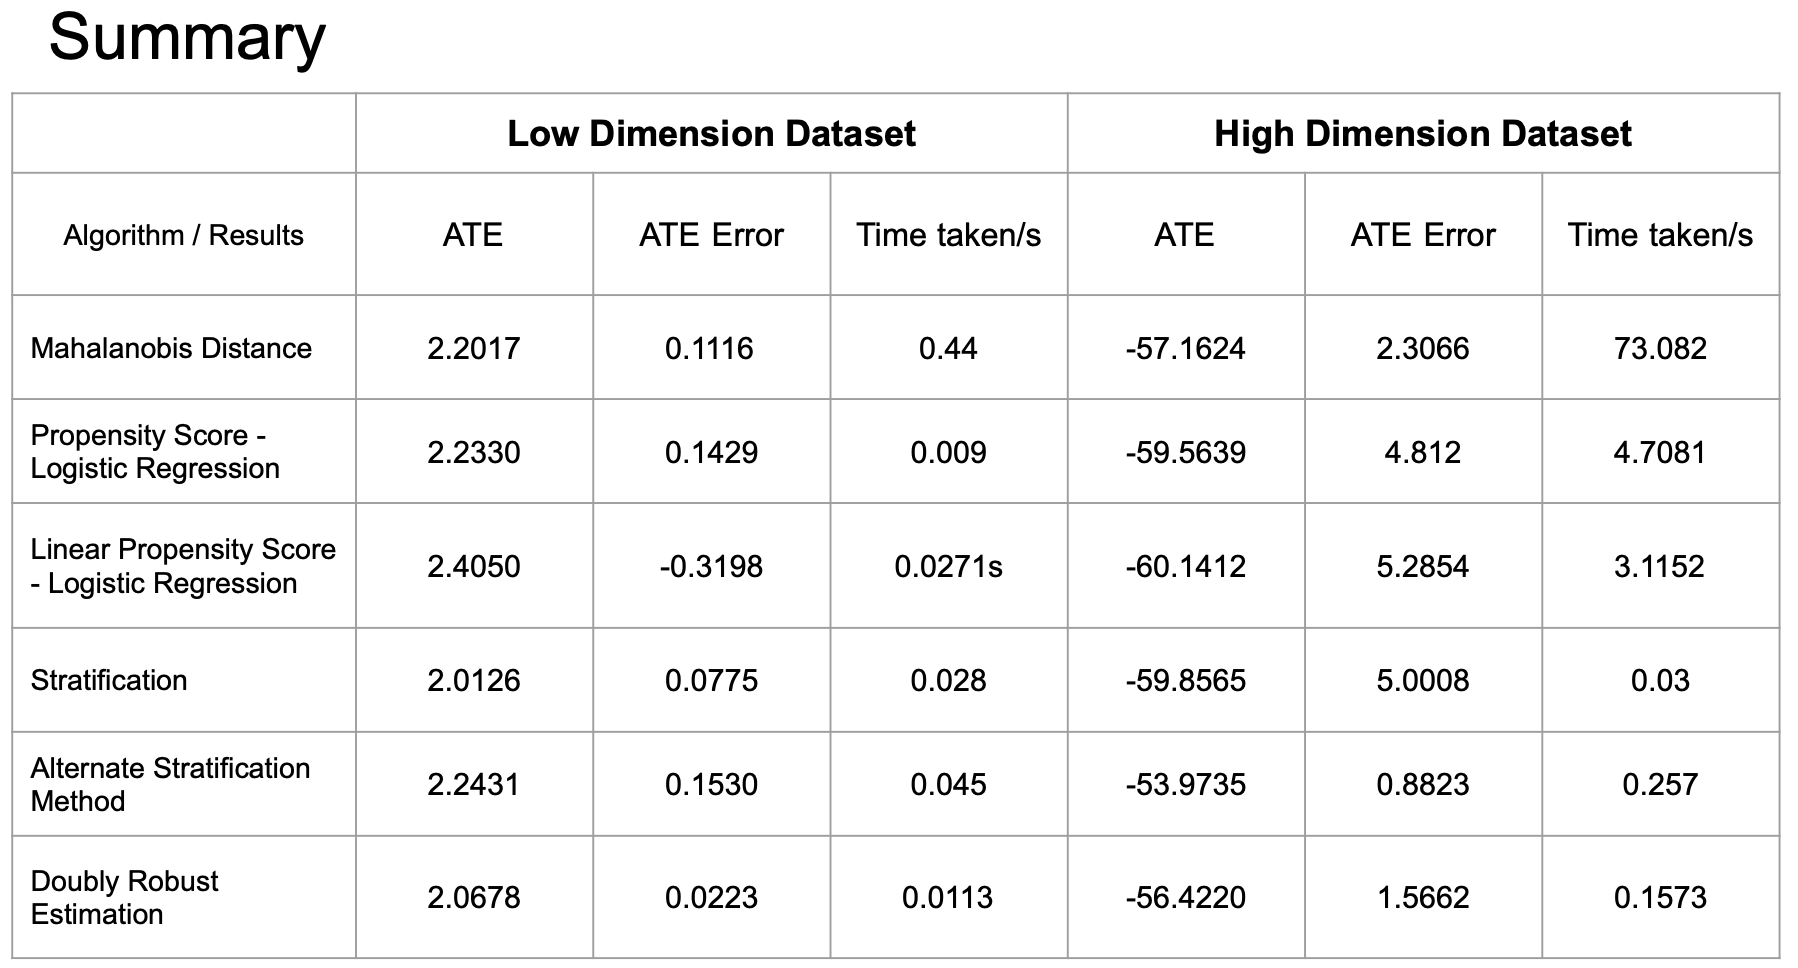 Summary
Low Dimension Dataset High Dimension Dataset
Algorithm / Results ATE ATE Error Time taken/s ATE ATE Error Time taken/s
Mahalanobis Distance 2.2017 0.1116 0.44 -57.1624 2.3066 73.082
Propensity Score -
Logistic Regression 2.2330 0.1429 0.009 -59.5639 4.812 4.7081
Linear Propensity Score
- Logistic Regression 2.4050 -0.3198 0.0271s -60.1412 5.2854 3.1152
Stratification 2.0126 0.0775 0.028 -59.8565 5.0008 0.03
Alternate Stratification
Method 2.2431 0.1530 0.045 -53.9735 0.8823 0.257
Doubly Robust
Estimation 2.0678 0.0223 0.0113 -56.4220 1.5662 0.1573